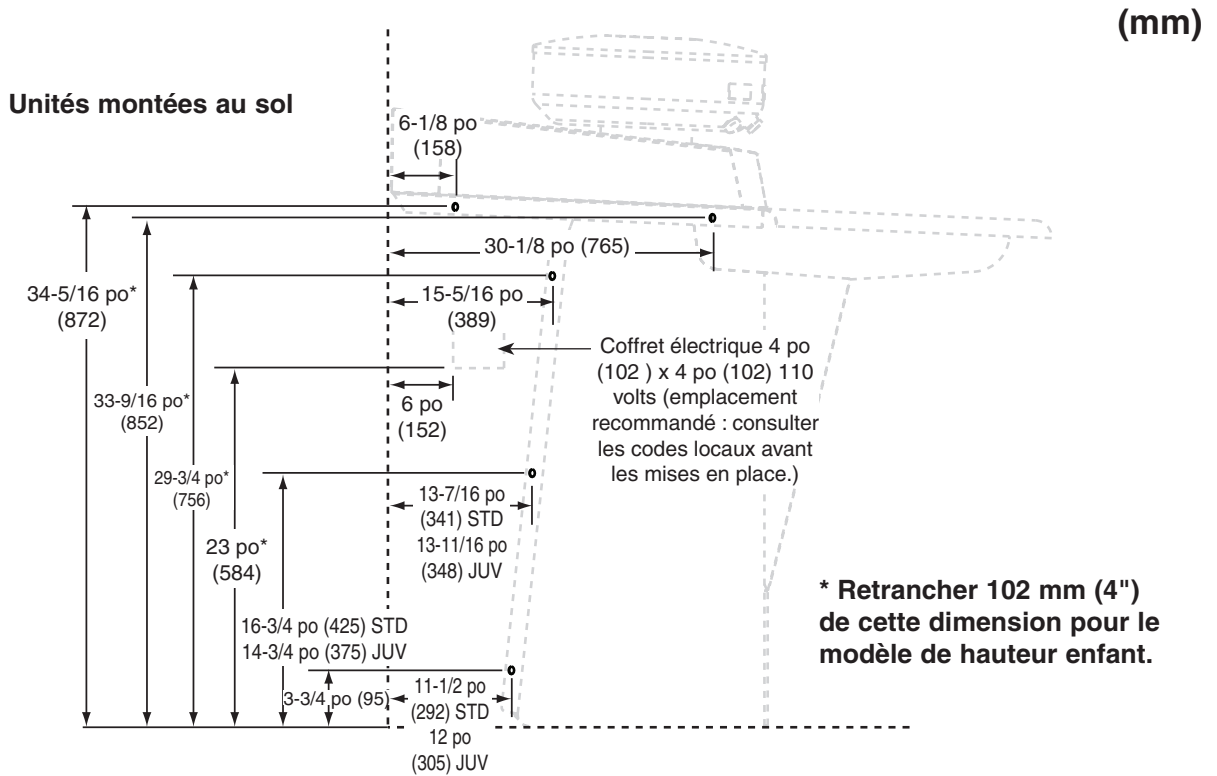 (mm)
Unités montées au sol
6-1/8 po
(158)
30-1/8 po (765)
34-5/16 po*
(872)
15-5/16 po
(389)
Coffret électrique 4 po
(102 ) x 4 po (102) 110
volts (emplacement
recommandé : consulter
les codes locaux avant
les mises en place.)
33-9/16 po*
(852)
6 po
(152)
29-3/4 po*
(756)
13-7/16 po
(341) STD
13-11/16 po
(348) JUV
23 po*
(584)
* Retrancher 102 mm (4")
de cette dimension pour le
modèle de hauteur enfant.
16-3/4 po (425) STD
14-3/4 po (375) JUV
3-3/4 po (95)
11-1/2 po
(292) STD
12 po
(305) JUV